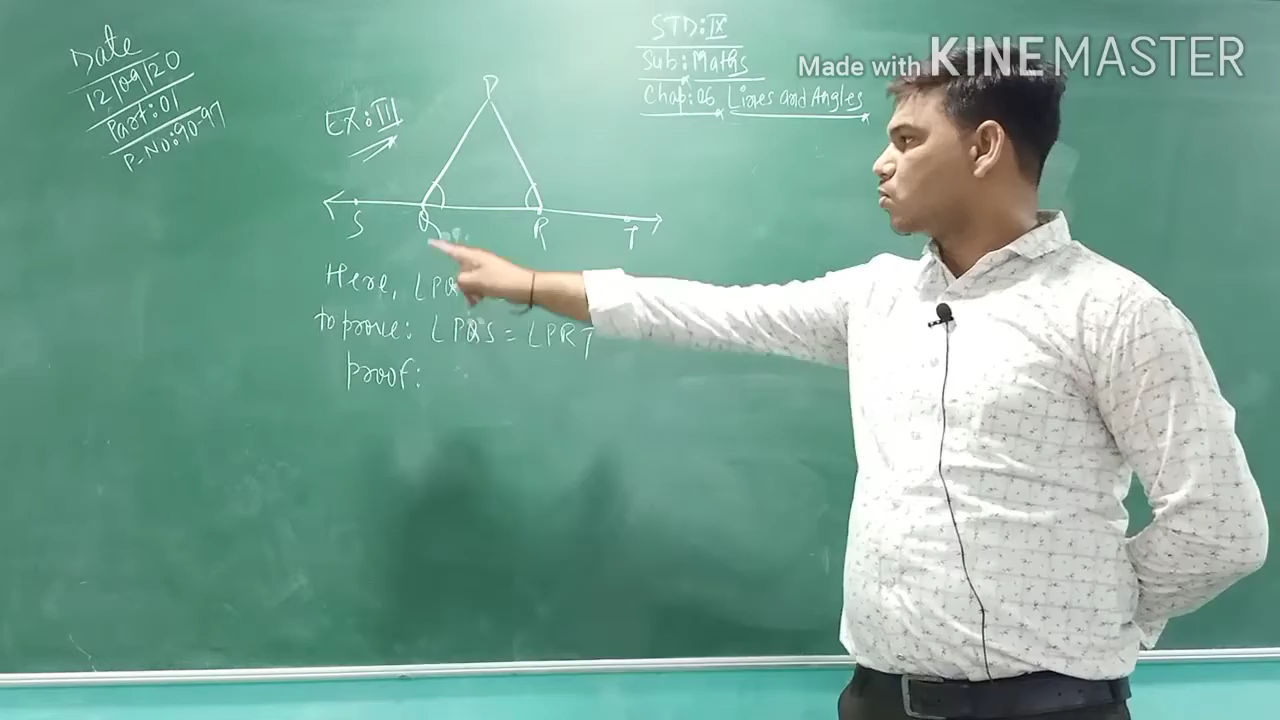 Date
12/09/20
Part:01
P-No:90-97
STD:IX
Sub: Maths
Chap:06 Lines and Angles
Made with KINEMASTER
EX:III
P
S Q R T
Here, ∠PQ
to prove: ∠PQS = ∠PRT
proof: